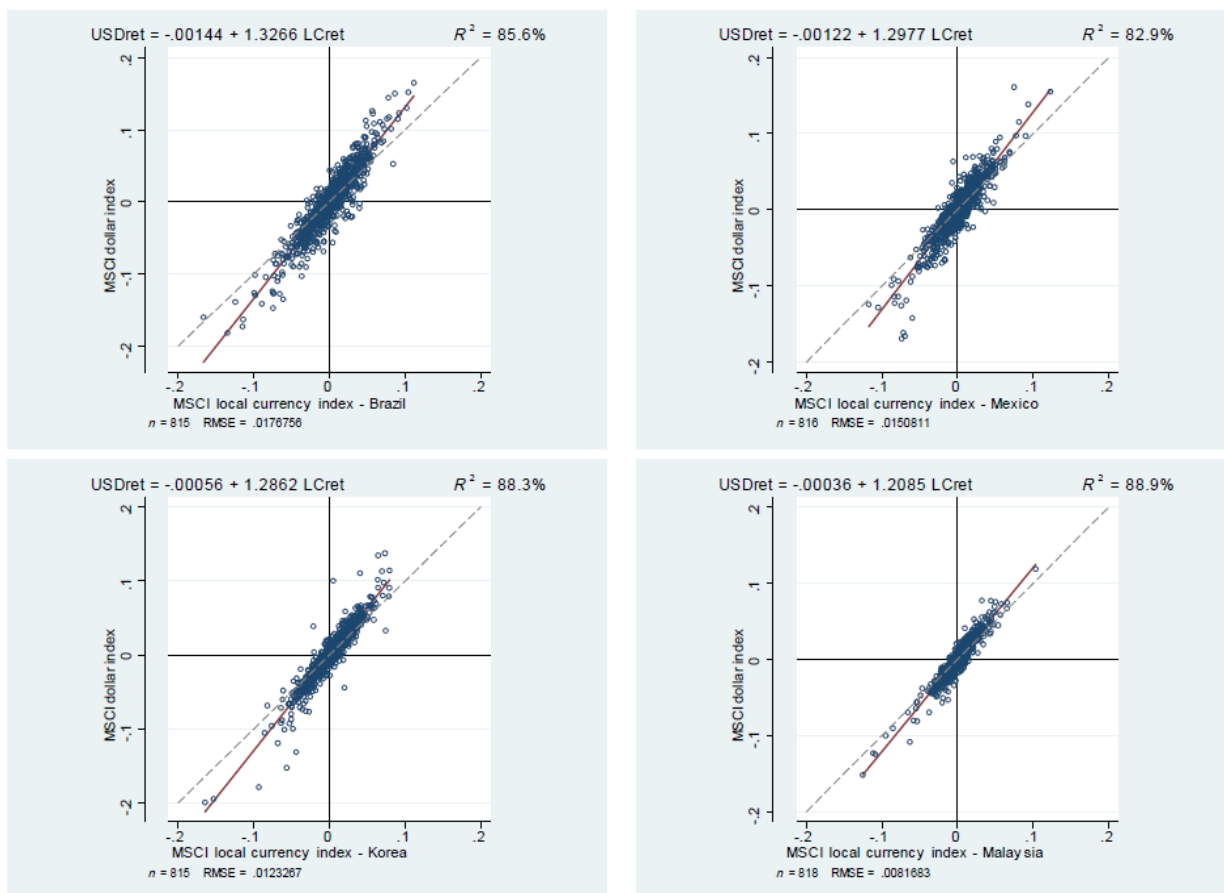 USDret = -.00144 + 1.3266 LCret R² = 85.6%
.2
.1
0
-.1
-.2
MSCI dollar index
-.2 -.1 0 .1 .2
MSCI local currency index - Brazil
n = 815 RMSE = .0176756
USDret = -.00122 + 1.2977 LCret R² = 82.9%
.2
.1
0
-.1
-.2
MSCI dollar index
-.2 -.1 0 .1 .2
MSCI local currency index - Mexico
n = 816 RMSE = .0150811
USDret = -.00056 + 1.2862 LCret R² = 88.3%
.2
.1
0
-.1
-.2
MSCI dollar index
-.2 -.1 0 .1 .2
MSCI local currency index - Korea
n = 815 RMSE = .0123267
USDret = -.00036 + 1.2085 LCret R² = 88.9%
.2
.1
0
-.1
-.2
MSCI dollar index
-.2 -.1 0 .1 .2
MSCI local currency index - Malaysia
n = 818 RMSE = .0081683